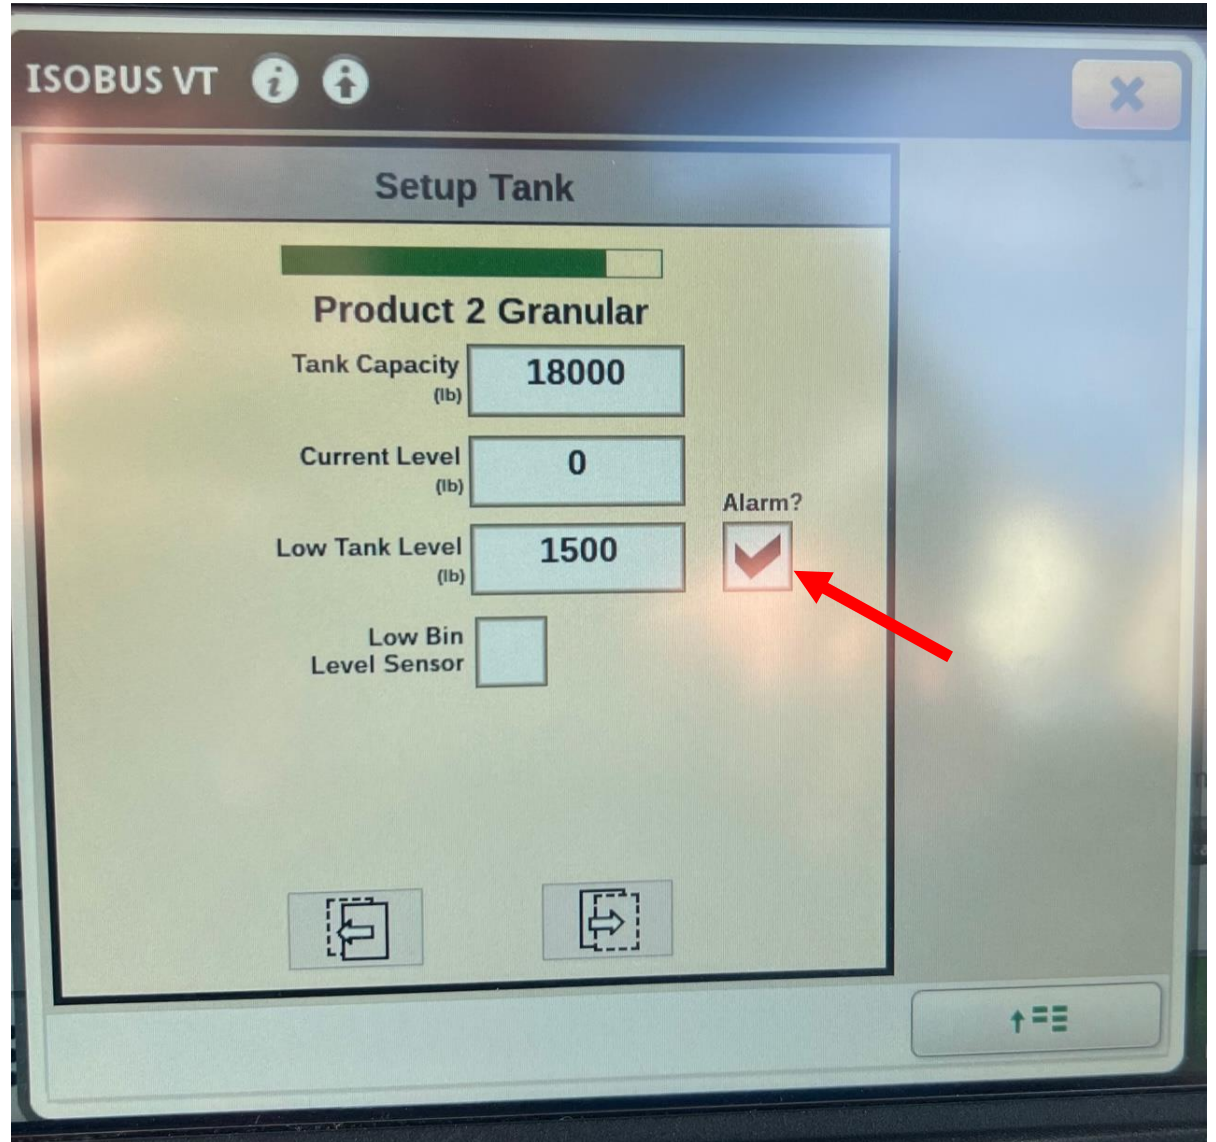 ISOBUS VT
Setup Tank
Product 2 Granular
Tank Capacity
(lb)
18000
Current Level
(lb)
0
Alarm?
Low Tank Level
(lb)
1500
Low Bin
Level Sensor